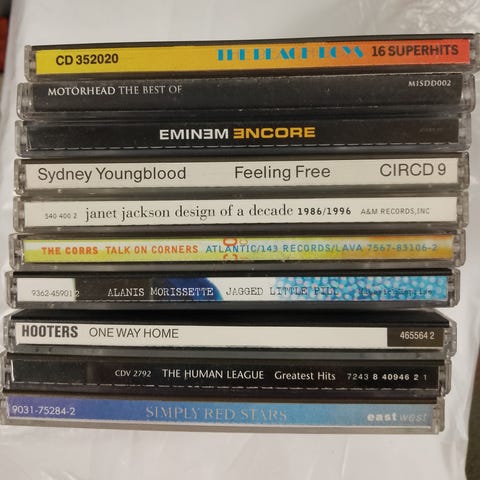 CD 352020 THE BEACH BOYS 16 SUPERHITS
MOTÖRHEAD THE BEST OF MISDD002
EMINEM ENCORE
Sydney Youngblood Feeling Free CIRCD 9
540 400 2 janet jackson design of a decade 1986/1996 A&M RECORDS, INC
THE CORRS TALK ON CORNERS ATLANTIC/143 RECORDS/LAVA 7567-83106-2
9362-45901-2 ALANIS MORISSETTE JAGGED LITTLE PILL
HOOTERS ONE WAY HOME 465564 2
CDV 2792 THE HUMAN LEAGUE Greatest Hits 7243 8 40946 2 1
9031-75284-2 SIMPLY RED STARS eastwest